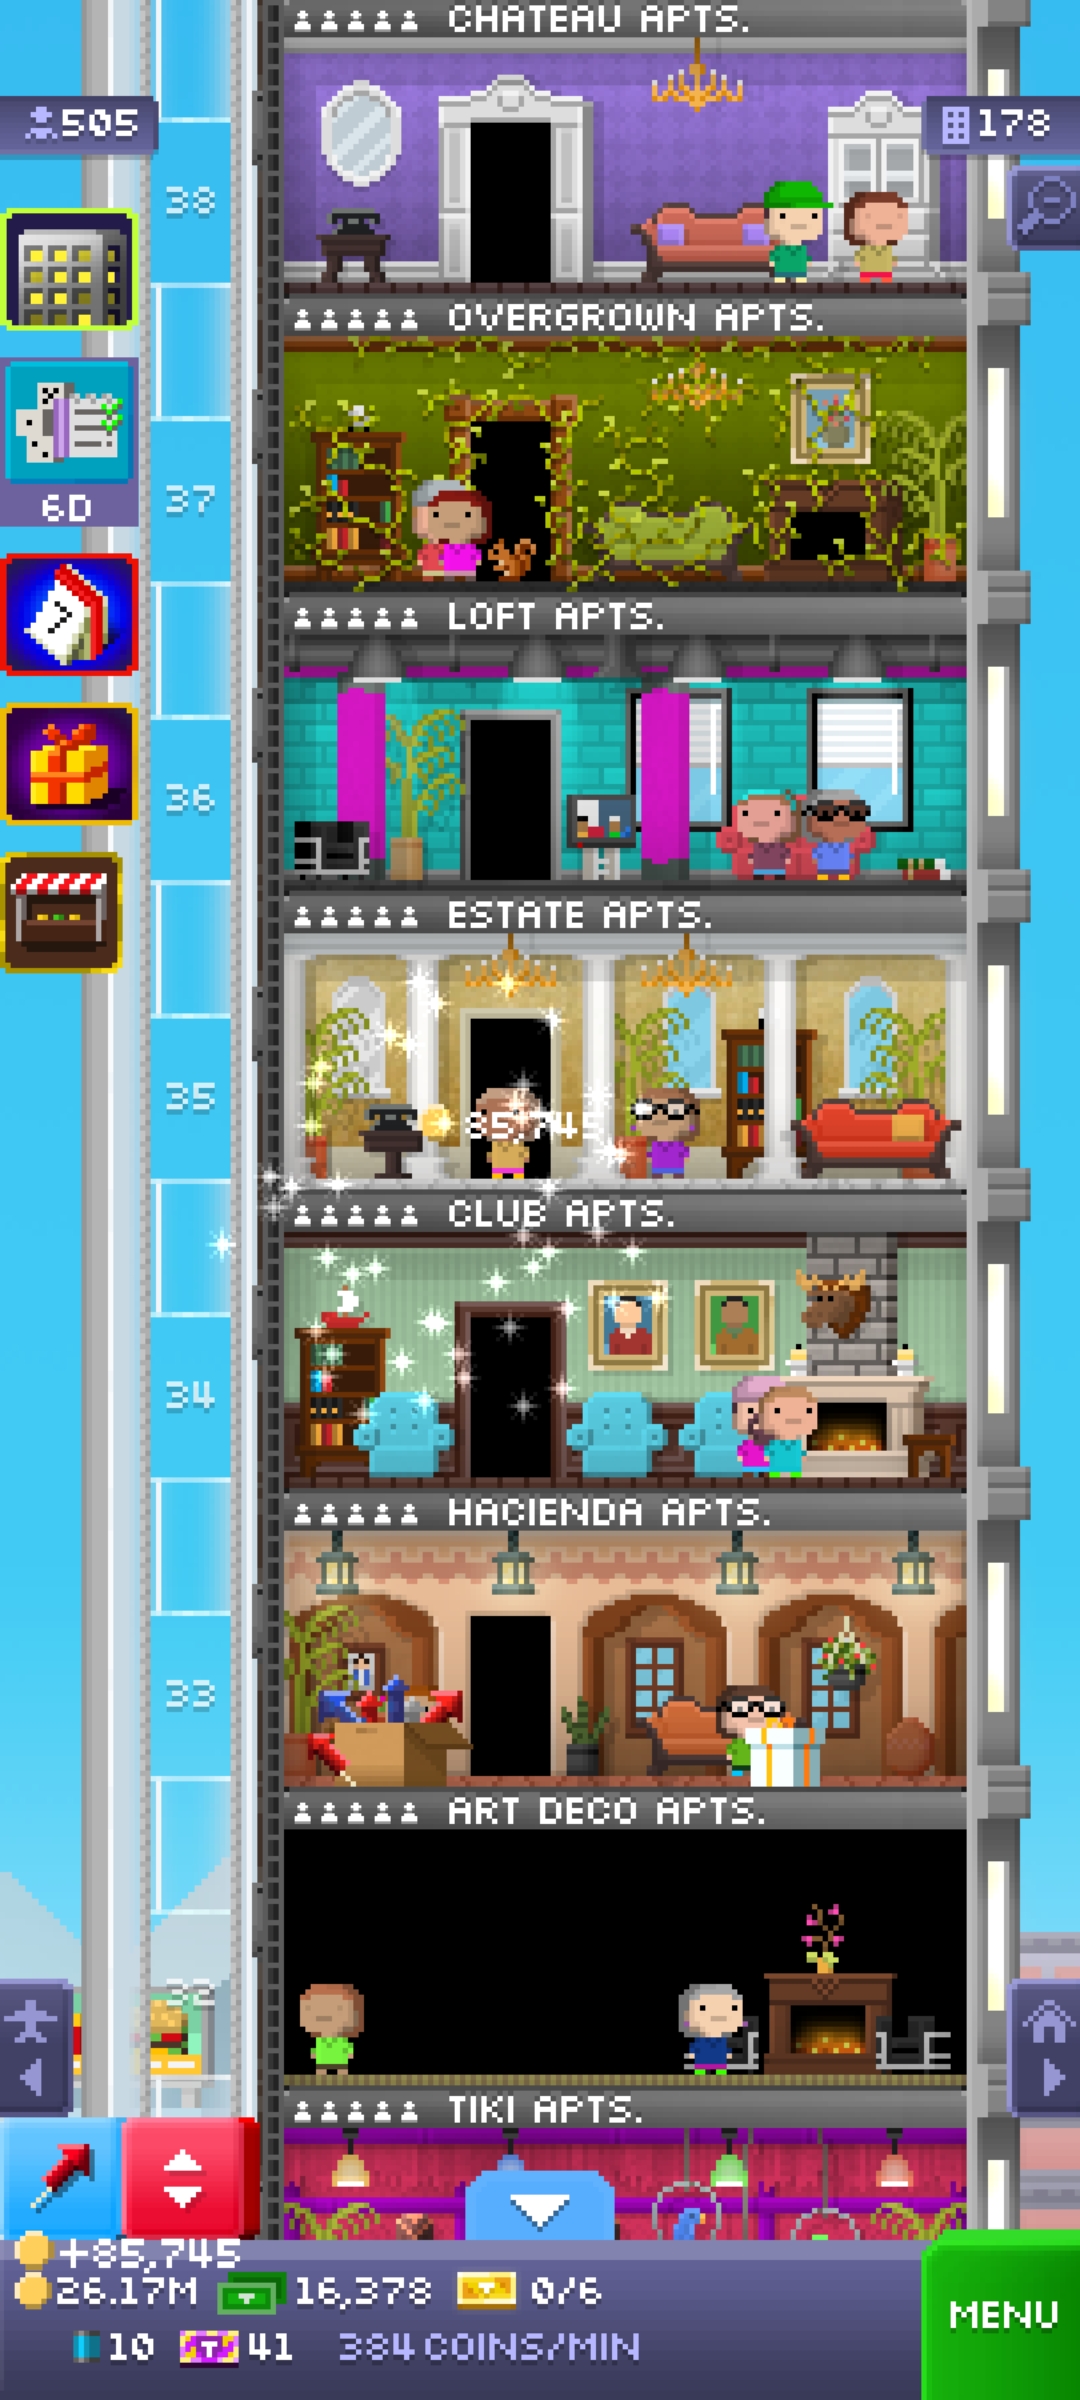 CHATEAU APTS.
505
178
38
OVERGROWN APTS.
6D
37
LOFT APTS.
7
36
ESTATE APTS.
35
85,745
CLUB APTS.
34
HACIENDA APTS.
33
ART DECO APTS.
32
TIKI APTS.
+85,745
26.17M 16,378 0/6
MENU
10 T 41 384 COINS/MIN